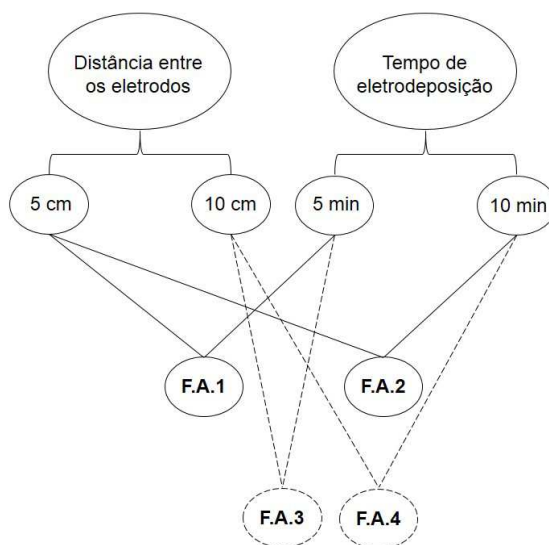 Distância entre
os eletrodos
Tempo de
eletrodeposição
5 cm
10 cm
5 min
10 min
F.A.1
F.A.2
F.A.3
F.A.4